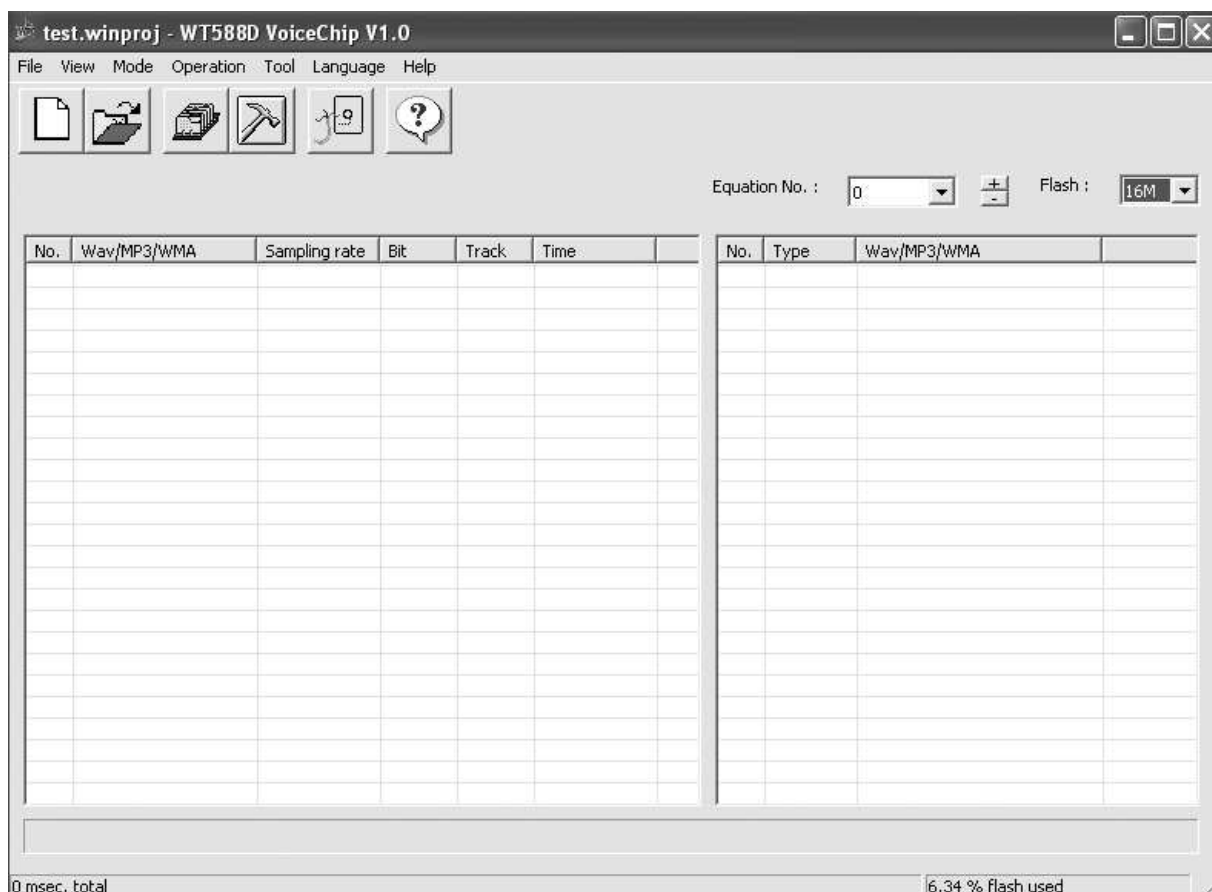 test.winproj - WT588D VoiceChip V1.0
File View Mode Operation Tool Language Help
9 ?
Equation No. : 0 + - Flash : 16M
No. Wav/MP3/WMA Sampling rate Bit Track Time No. Type Wav/MP3/WMA
0 msec. total 6.34 % flash used